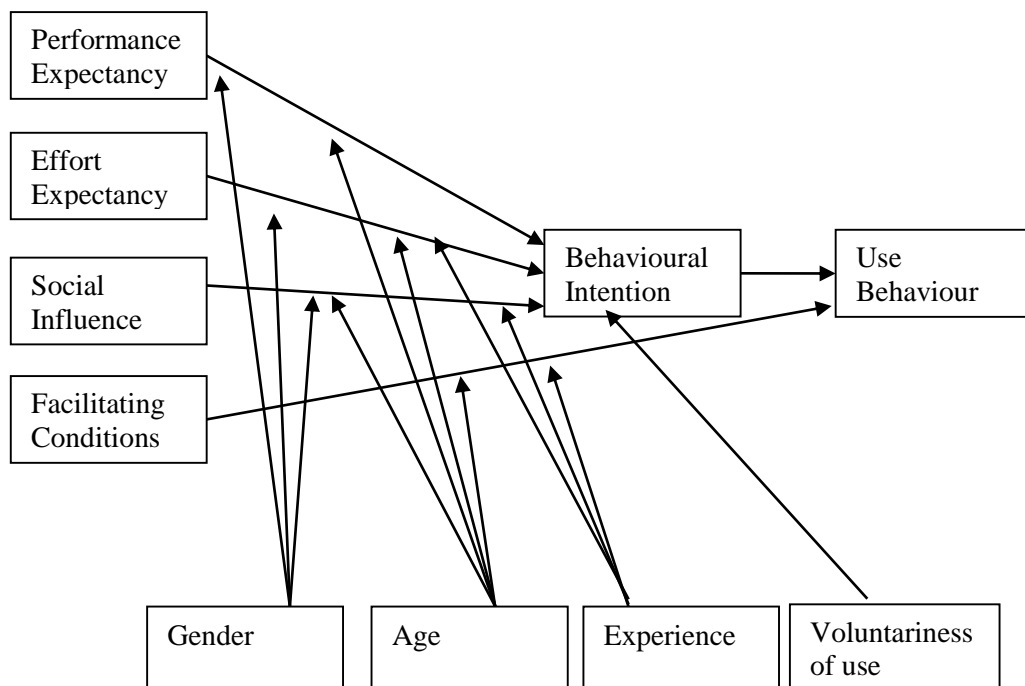 Performance
Expectancy
Effort
Expectancy
Social
Influence
Facilitating
Conditions
Behavioural
Intention
Use
Behaviour
Gender
Age
Experience
Voluntariness
of use